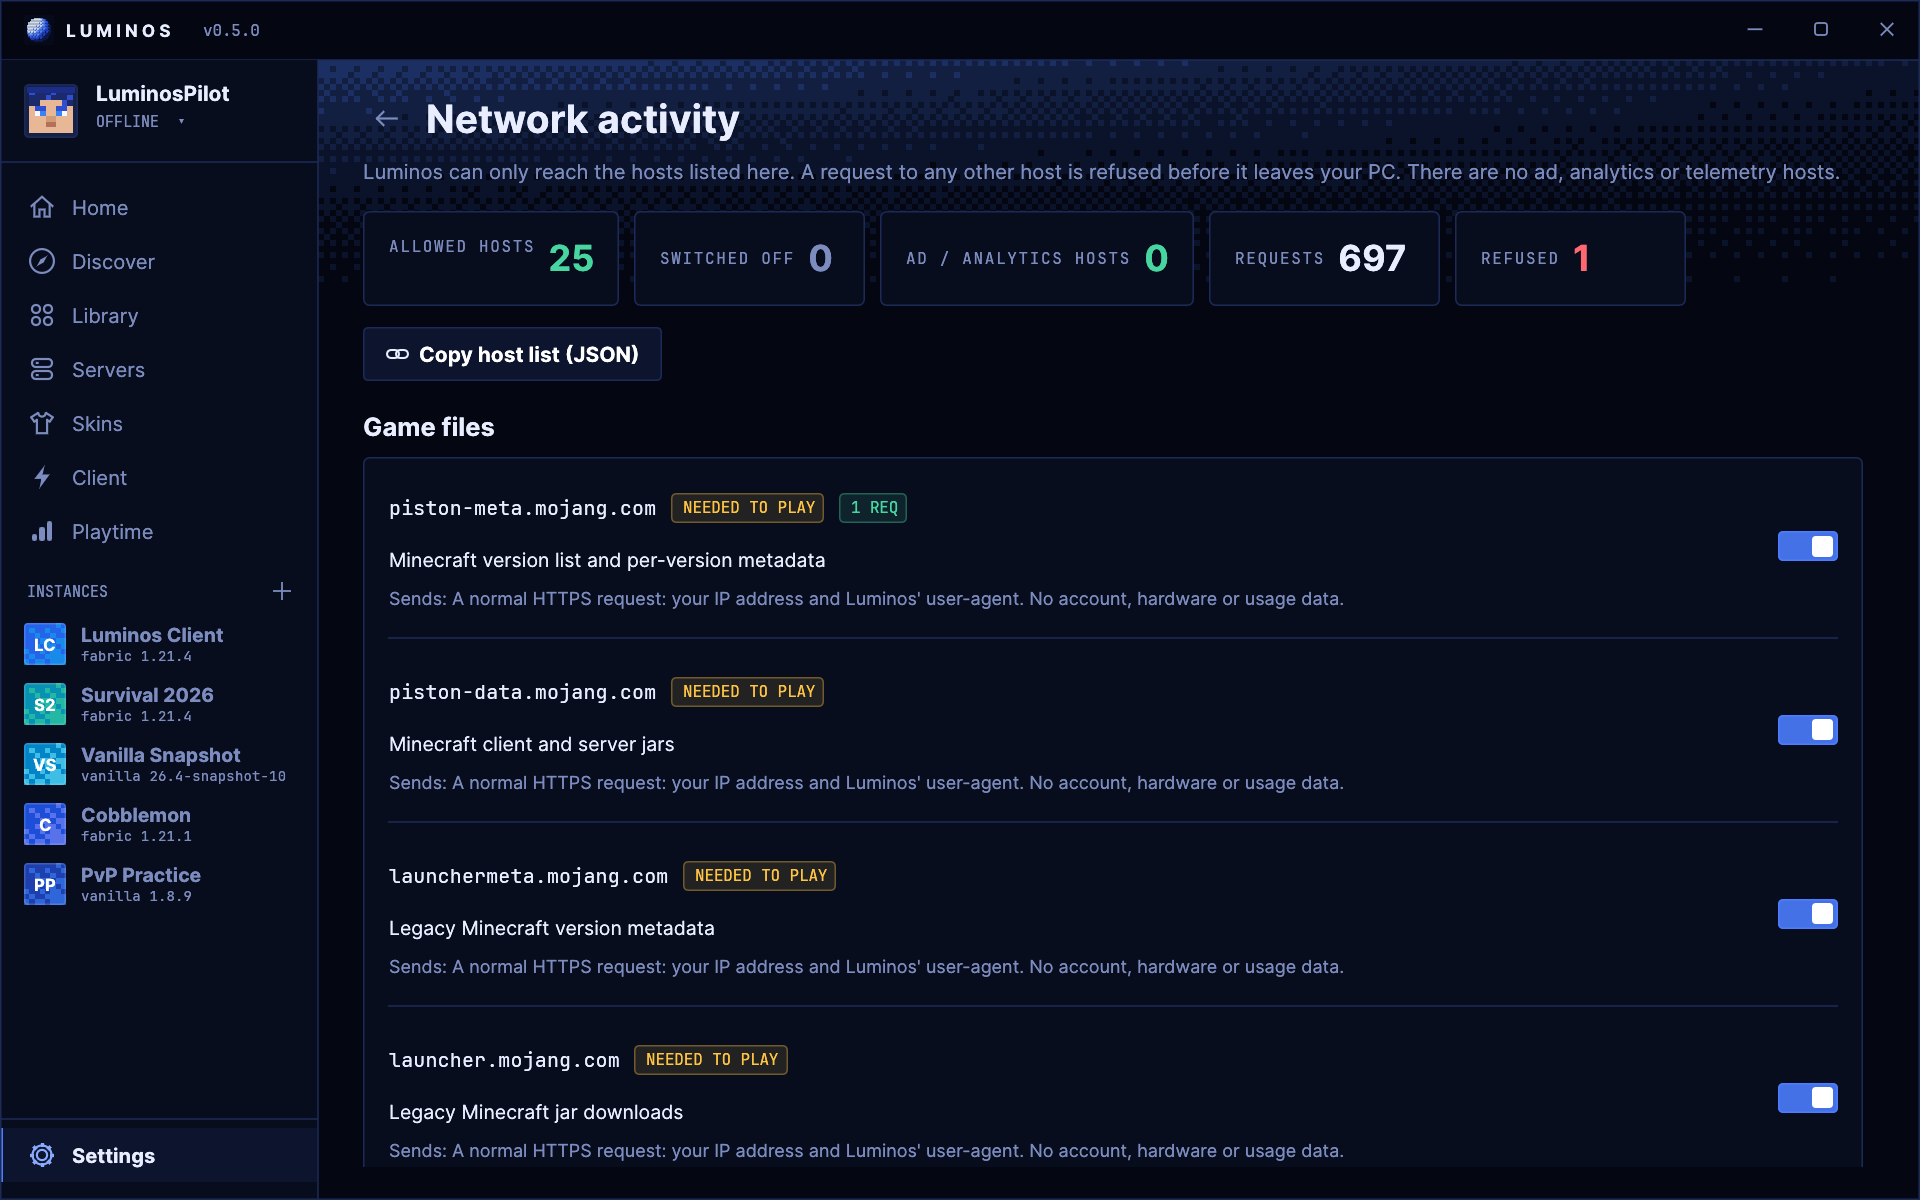 LUMINOS v0.5.0
LuminosPilot
OFFLINE
Home
Discover
Library
Servers
Skins
Client
Playtime
INSTANCES
LC Luminos Client
fabric 1.21.4
S2 Survival 2026
fabric 1.21.4
VS Vanilla Snapshot
vanilla 26.4-snapshot-10
C Cobblemon
fabric 1.21.1
PP PvP Practice
vanilla 1.8.9
Settings
Network activity
Luminos can only reach the hosts listed here. A request to any other host is refused before it leaves your PC. There are no ad, analytics or telemetry hosts.
ALLOWED HOSTS 25
SWITCHED OFF 0
AD / ANALYTICS HOSTS 0
REQUESTS 697
REFUSED 1
Copy host list (JSON)
Game files
piston-meta.mojang.com NEEDED TO PLAY 1 REQ
Minecraft version list and per-version metadata
Sends: A normal HTTPS request: your IP address and Luminos' user-agent. No account, hardware or usage data.
piston-data.mojang.com NEEDED TO PLAY
Minecraft client and server jars
Sends: A normal HTTPS request: your IP address and Luminos' user-agent. No account, hardware or usage data.
launchermeta.mojang.com NEEDED TO PLAY
Legacy Minecraft version metadata
Sends: A normal HTTPS request: your IP address and Luminos' user-agent. No account, hardware or usage data.
launcher.mojang.com NEEDED TO PLAY
Legacy Minecraft jar downloads
Sends: A normal HTTPS request: your IP address and Luminos' user-agent. No account, hardware or usage data.